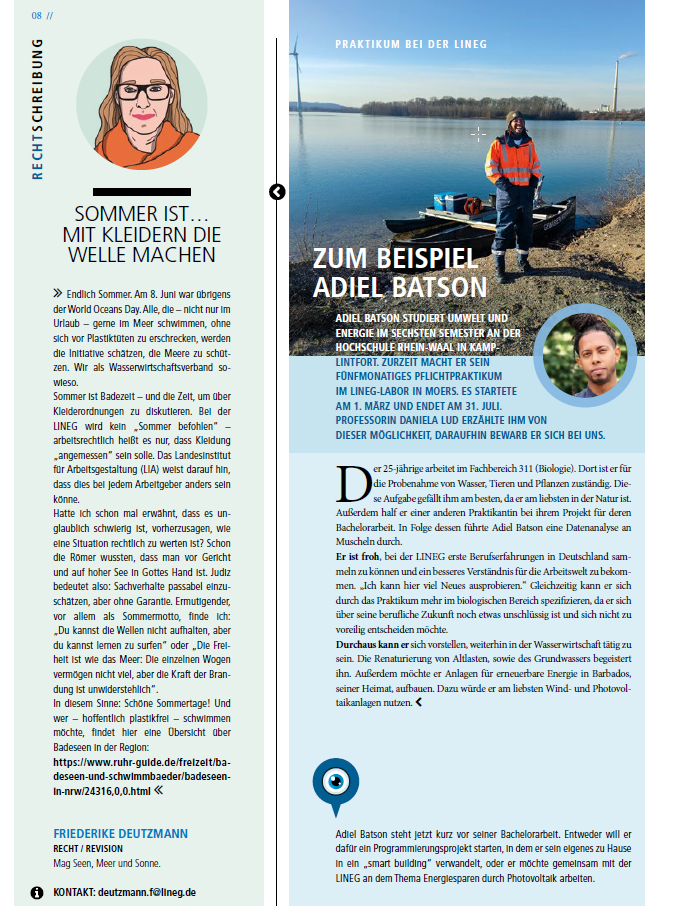 08 //
RECHTSCHREIBUNG
SOMMER IST…
MIT KLEIDERN DIE
WELLE MACHEN
» Endlich Sommer. Am 8. Juni war übrigens
der World Oceans Day. Alle, die – nicht nur im
Urlaub – gerne im Meer schwimmen, ohne
sich vor Plastiktüten zu erschrecken, werden
die Initiative schätzen, die Meere zu schüt-
zen. Wir als Wasserwirtschaftsverband so-
wieso.
Sommer ist Badezeit – und die Zeit, um über
Kleiderordnungen zu diskutieren. Bei der
LINEG wird kein „Sommer befohlen“ –
arbeitsrechtlich heißt es nur, dass Kleidung
„angemessen“ sein solle. Das Landesinstitut
für Arbeitsgestaltung (LIA) weist darauf hin,
dass dies bei jedem Arbeitgeber anders sein
könne.
Hatte ich schon mal erwähnt, dass es un-
glaublich schwierig ist, vorherzusagen, wie
eine Situation rechtlich zu werten ist? Schon
die Römer wussten, dass man vor Gericht
und auf hoher See in Gottes Hand ist. Judiz
bedeutet also: Sachverhalte passabel einzu-
schätzen, aber ohne Garantie. Ermutigender,
vor allem als Sommermotto, finde ich:
„Du kannst die Wellen nicht aufhalten, aber
du kannst lernen zu surfen“ oder „Die Frei-
heit ist wie das Meer: Die einzelnen Wogen
vermögen nicht viel, aber die Kraft der Bran-
dung ist unwiderstehlich“.
In diesem Sinne: Schöne Sommertage! Und
wer – hoffentlich plastikfrei – schwimmen
möchte, findet hier eine Übersicht über
Badeseen in der Region:
https://www.ruhr-guide.de/freizeit/ba-
deseen-und-schwimmbaeder/badeseen-
in-nrw/24316,0,0.html «
FRIEDERIKE DEUTZMANN
RECHT / REVISION
Mag Seen, Meer und Sonne.
KONTAKT: deutzmann.f@lineg.de
PRAKTIKUM BEI DER LINEG
ZUM BEISPIEL
ADIEL BATSON
ADIEL BATSON STUDIERT UMWELT UND
ENERGIE IM SECHSTEN SEMESTER AN DER
HOCHSCHULE RHEIN-WAAL IN KAMP-
LINTFORT. ZURZEIT MACHT ER SEIN
FÜNFMONATIGES PFLICHTPRAKTIKUM
IM LINEG-LABOR IN MOERS. ES STARTETE
AM 1. MÄRZ UND ENDET AM 31. JULI.
PROFESSORIN DANIELA LUD ERZÄHLTE IHM VON
DIESER MÖGLICHKEIT, DARAUFHIN BEWARB ER SICH BEI UNS.
Der 25-jährige arbeitet im Fachbereich 311 (Biologie). Dort ist er für
die Probenahme von Wasser, Tieren und Pflanzen zuständig. Die-
se Aufgabe gefällt ihm am besten, da er am liebsten in der Natur ist.
Außerdem half er einer anderen Praktikantin bei ihrem Projekt für deren
Bachelorarbeit. In Folge dessen führte Adiel Batson eine Datenanalyse an
Muscheln durch.
Er ist froh, bei der LINEG erste Berufserfahrungen in Deutschland sam-
meln zu können und ein besseres Verständnis für die Arbeitswelt zu bekom-
men. „Ich kann hier viel Neues ausprobieren.“ Gleichzeitig kann er sich
durch das Praktikum mehr im biologischen Bereich spezifizieren, da er sich
über seine berufliche Zukunft noch etwas unschlüssig ist und sich nicht zu
voreilig entscheiden möchte.
Durchaus kann er sich vorstellen, weiterhin in der Wasserwirtschaft tätig zu
sein. Die Renaturierung von Altlasten, sowie des Grundwassers begeistert
ihn. Außerdem möchte er Anlagen für erneuerbare Energie in Barbados,
seiner Heimat, aufbauen. Dazu würde er am liebsten Wind- und Photovol-
taikanlagen nutzen.
Adiel Batson steht jetzt kurz vor seiner Bachelorarbeit. Entweder will er
dafür ein Programmierungsprojekt starten, in dem er sein eigenes zu Hause
in ein „smart building“ verwandelt, oder er möchte gemeinsam mit der
LINEG an dem Thema Energiesparen durch Photovoltaik arbeiten.